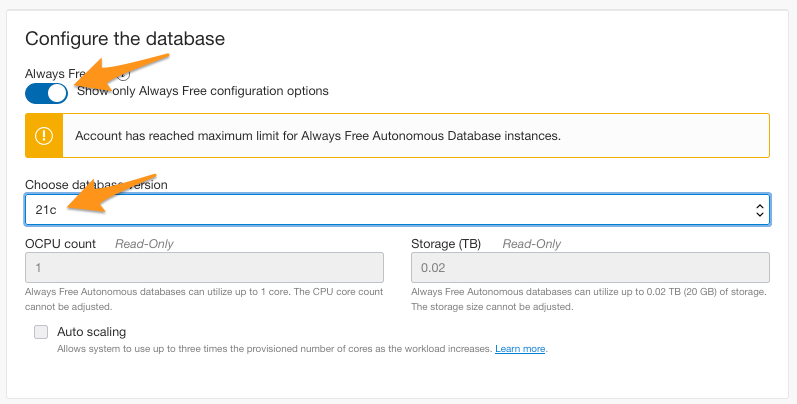 Configure the database
Always Fre
Show only Always Free configuration options
Account has reached maximum limit for Always Free Autonomous Database instances.
Choose database version
21c
OCPU count Read-Only
Storage (TB) Read-Only
1
0.02
Always Free Autonomous databases can utilize up to 1 core. The CPU core count
cannot be adjusted.
Always Free Autonomous databases can utilize up to 0.02 TB (20 GB) of storage.
The storage size cannot be adjusted.
Auto scaling
Allows system to use up to three times the provisioned number of cores as the workload increases. Learn more.